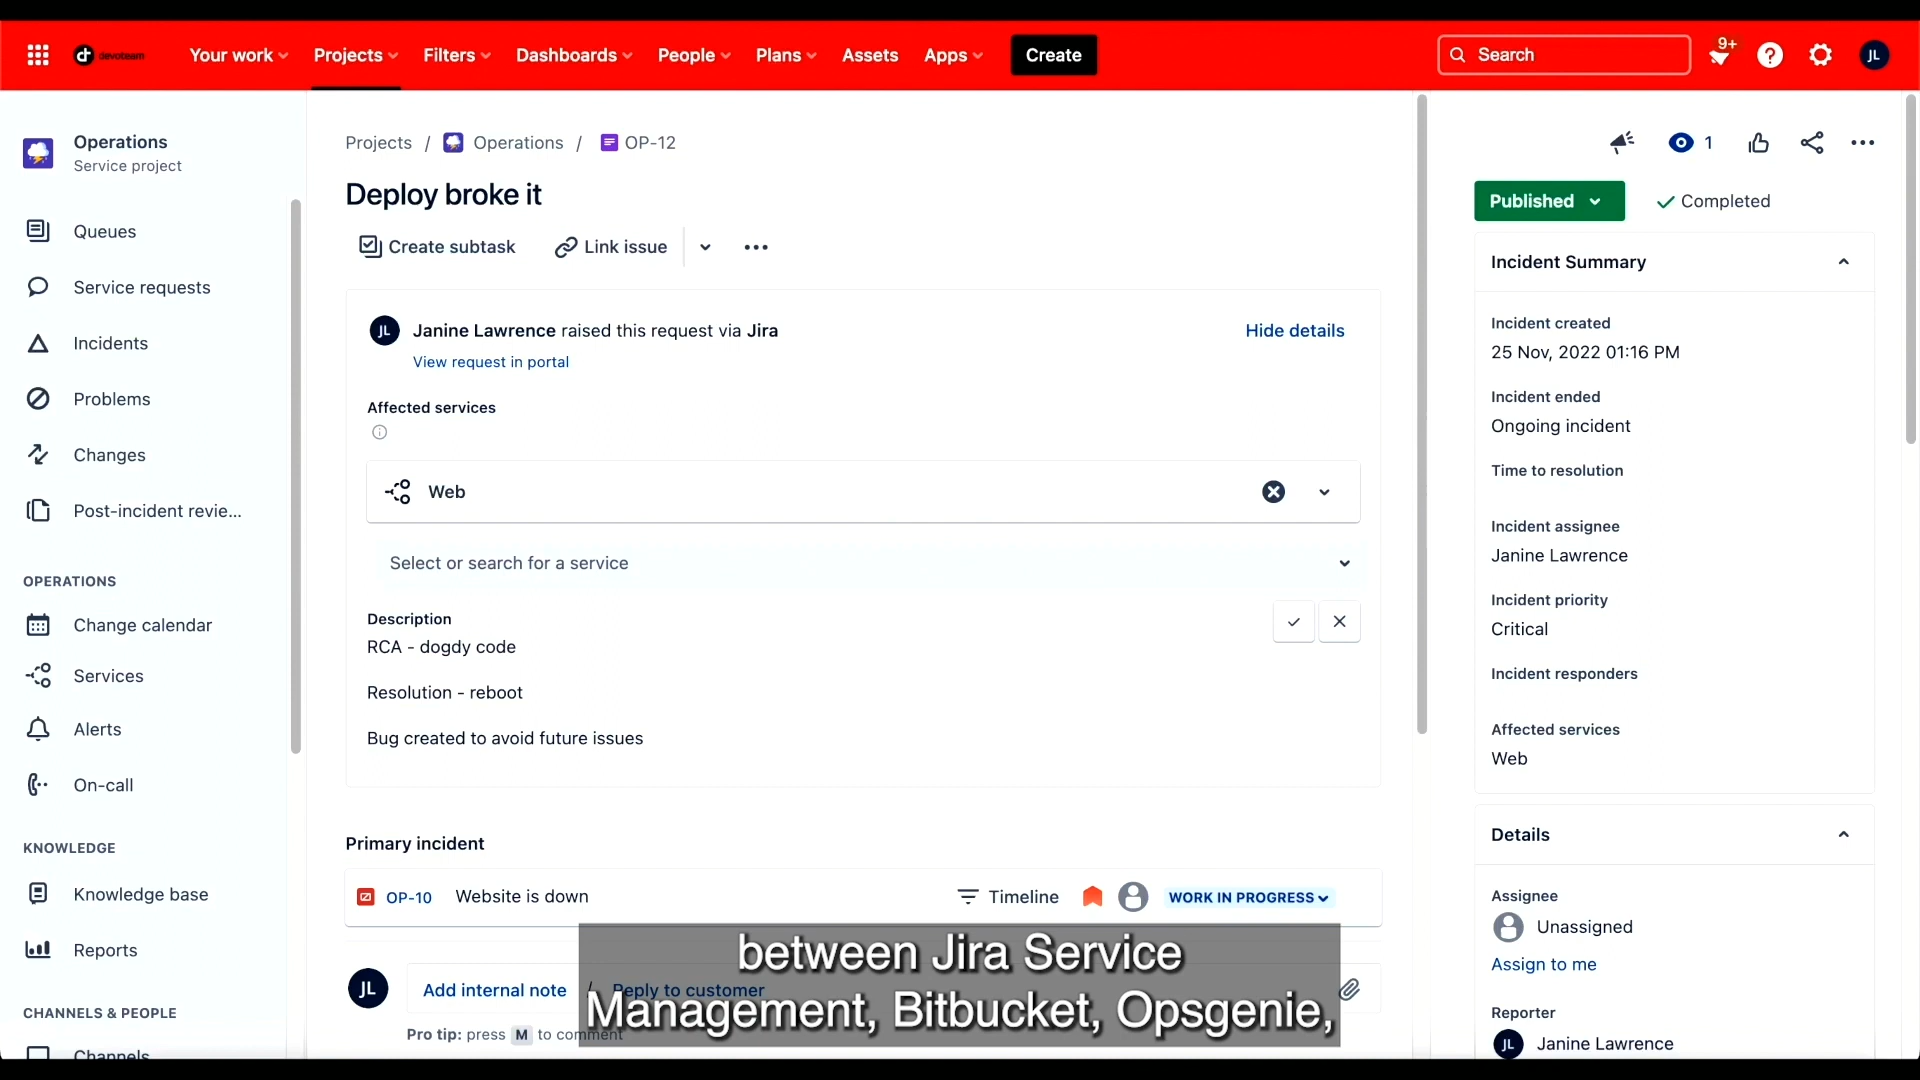 devoteam
Your work
Projects
Filters
Dashboards
People
Plans
Assets
Apps
Create
Search
9+
JL
Operations
Service project
Queues
Service requests
Incidents
Problems
Changes
Post-incident revie...
OPERATIONS
Change calendar
Services
Alerts
On-call
KNOWLEDGE
Knowledge base
Reports
CHANNELS & PEOPLE
Channels
Projects / Operations / OP-12
Deploy broke it
Create subtask
Link issue
JL
Janine Lawrence raised this request via Jira
Hide details
View request in portal
Affected services
Web
Select or search for a service
Description
RCA - dogdy code
Resolution - reboot
Bug created to avoid future issues
Primary incident
OP-10 Website is down
Timeline
WORK IN PROGRESS
JL
Add internal note / Reply to customer
Pro tip: press M to comment
between Jira Service
Management, Bitbucket, Opsgenie,
1
Published
Completed
Incident Summary
Incident created
25 Nov, 2022 01:16 PM
Incident ended
Ongoing incident
Time to resolution
Incident assignee
Janine Lawrence
Incident priority
Critical
Incident responders
Affected services
Web
Details
Assignee
Unassigned
Assign to me
Reporter
JL
Janine Lawrence